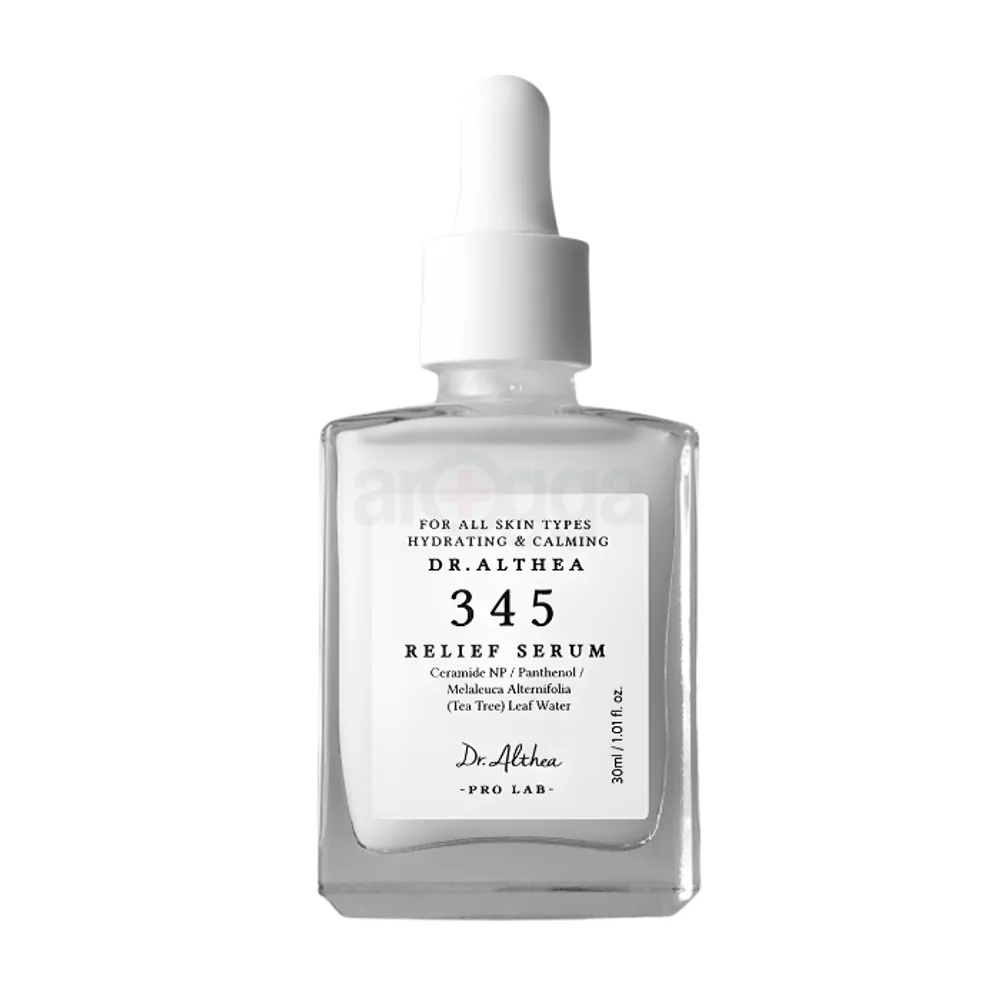 arogga
FOR ALL SKIN TYPES
HYDRATING & CALMING
DR.ALTHEA
345
RELIEF SERUM
Ceramide NP / Panthenol /
Melaleuca Alternifolia
(Tea Tree) Leaf Water
Dr. Althea
-PRO LAB-
30ml / 1.01 fl. oz.